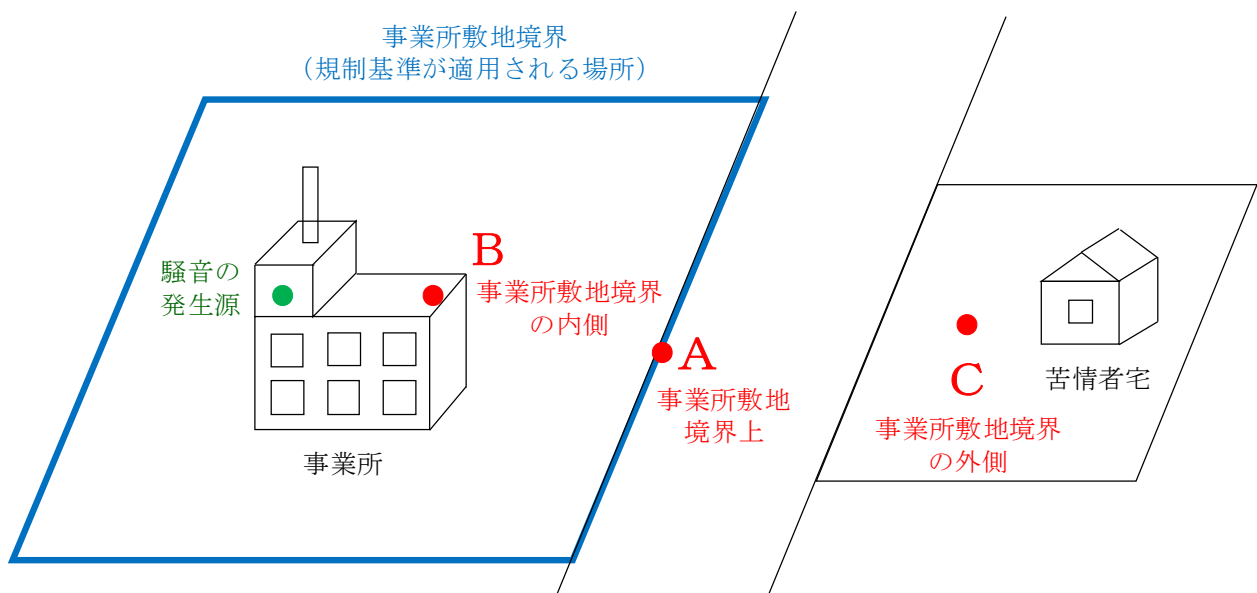 事業所敷地境界
（規制基準が適用される場所）
騒音の
発生源
B
事業所敷地境界
の内側
A
事業所敷地
境界上
事業所
C
事業所敷地境界
の外側
苦情者宅